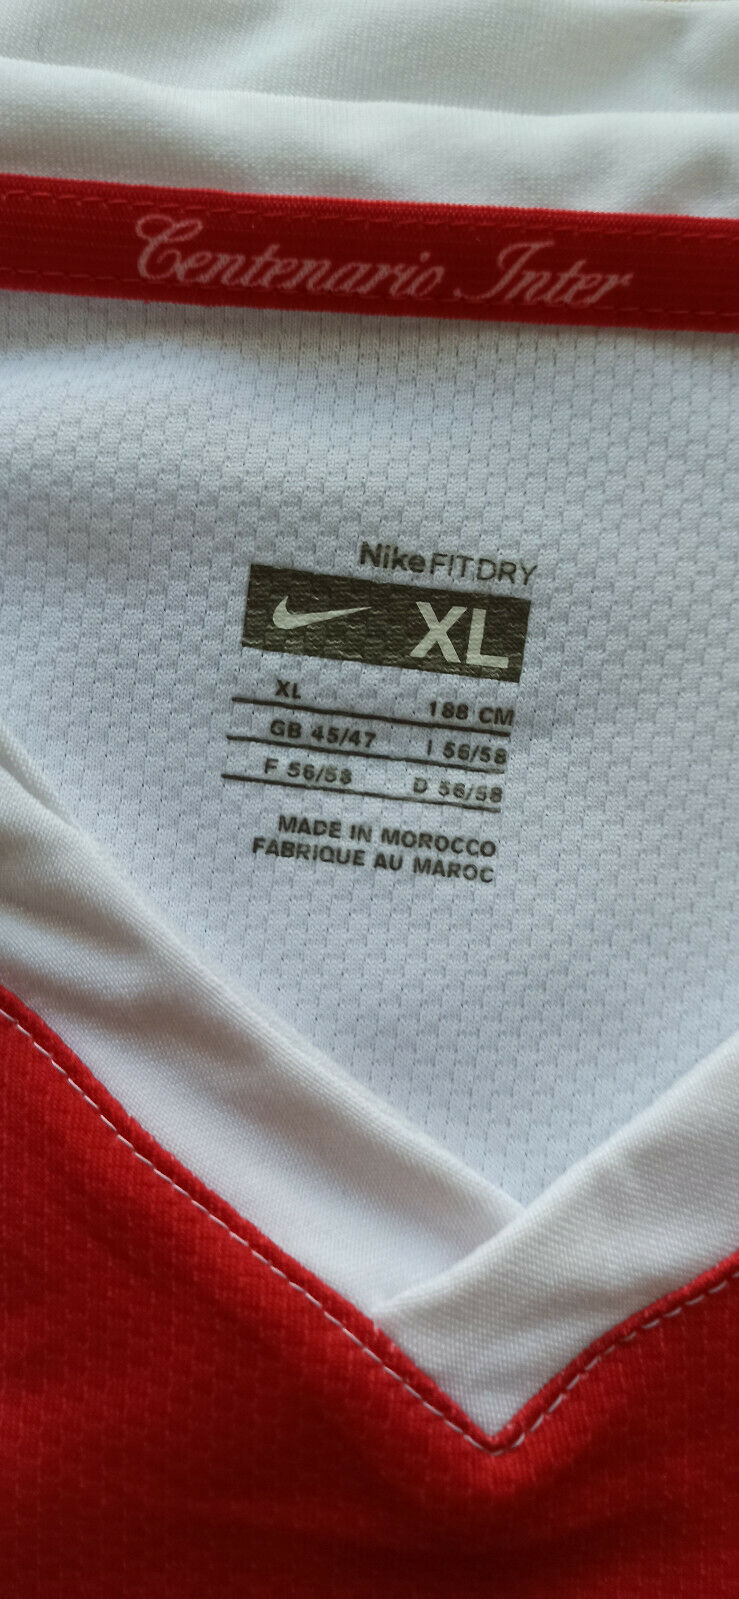 Centenario Inter
NikeFITDRY
XL
XL 188 CM
GB 45/47 I 56/58
F 56/58 D 56/58
MADE IN MOROCCO
FABRIQUE AU MAROC